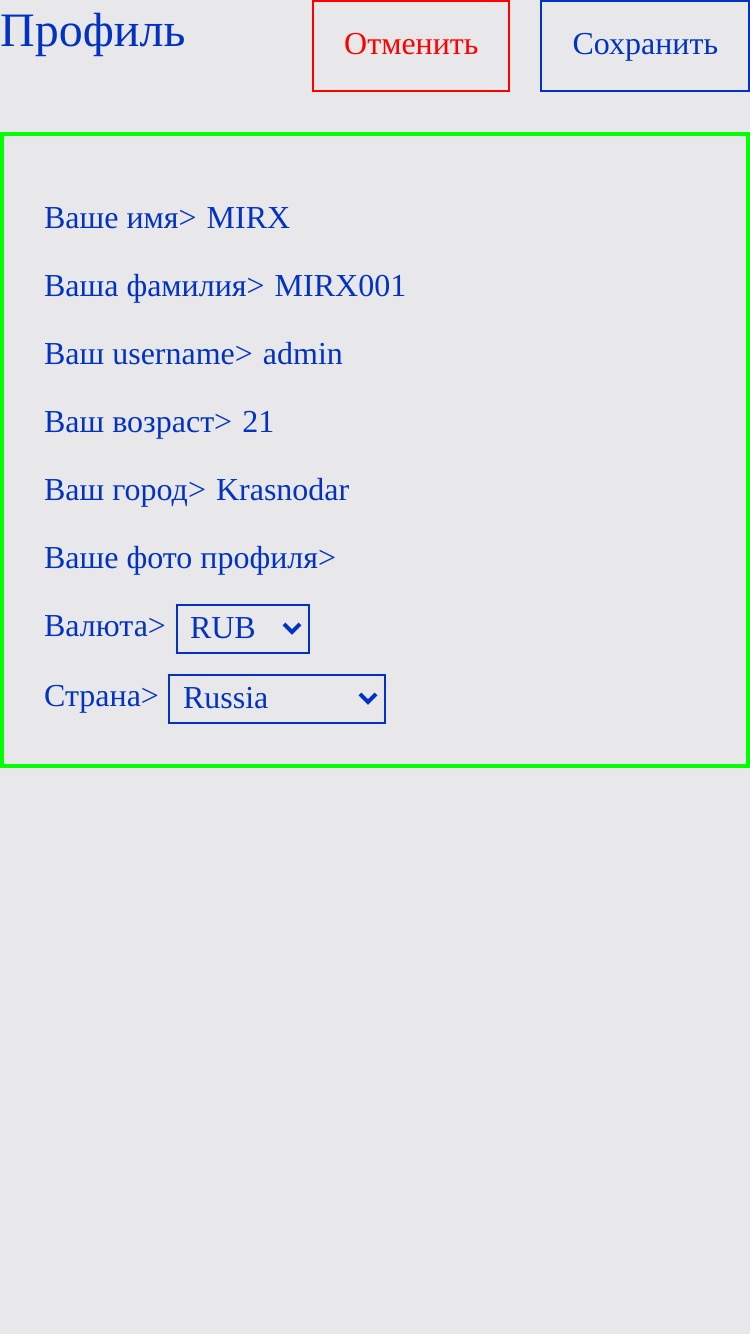 Профиль
Отменить
Сохранить
Ваше имя> MIRX
Ваша фамилия> MIRX001
Ваш username> admin
Ваш возраст> 21
Ваш город> Krasnodar
Ваше фото профиля>
Валюта> RUB
Страна> Russia